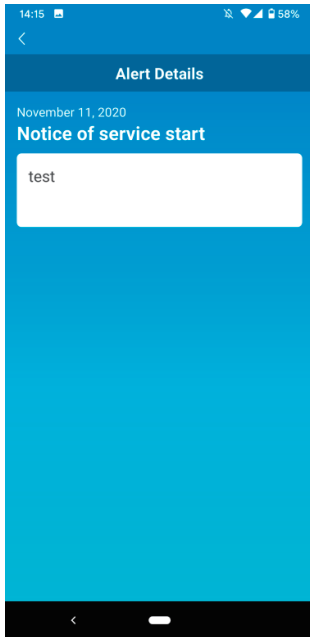 14:15 58%
Alert Details
November 11, 2020
Notice of service start
test